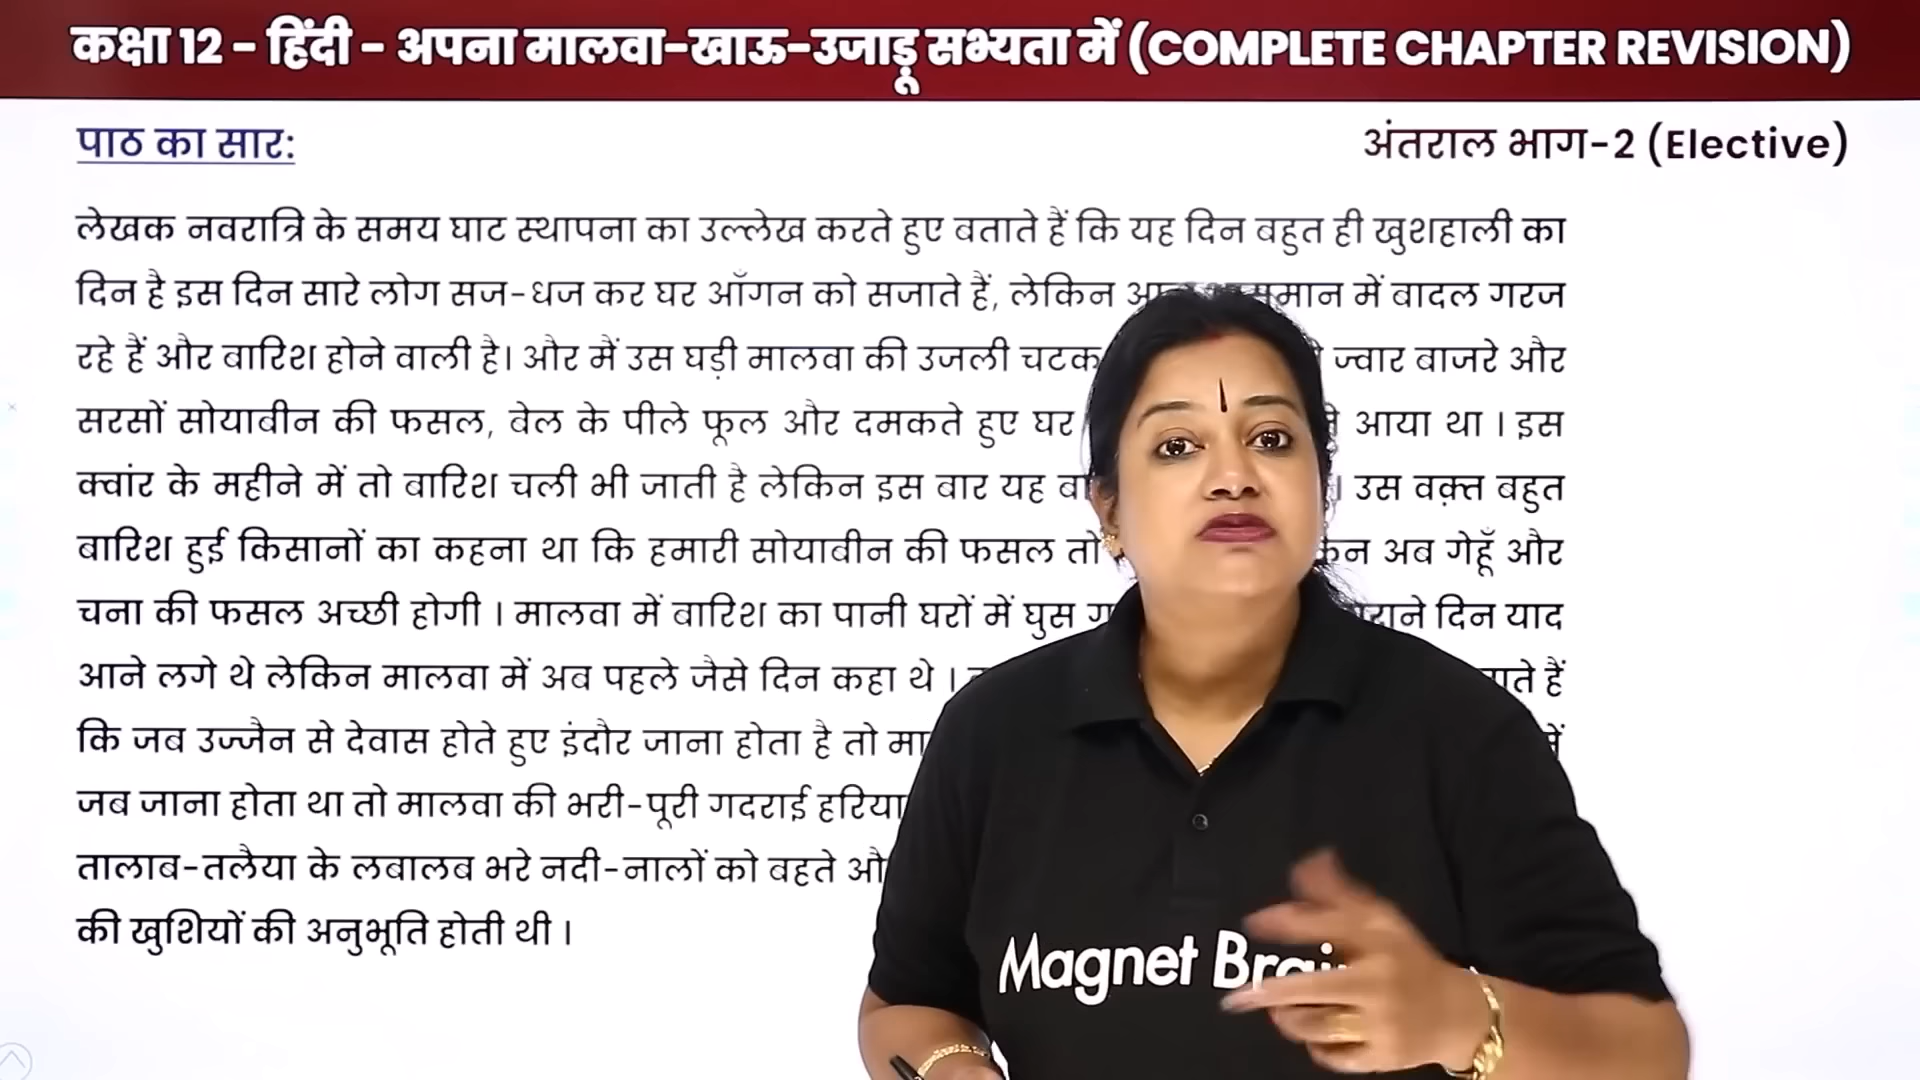 कक्षा 12 - हिंदी - अपना मालवा-खाऊ-उजाड़ू सभ्यता में (COMPLETE CHAPTER REVISION)
पाठ का सार:
अंतराल भाग-2 (Elective)
लेखक नवरात्रि के समय घाट स्थापना का उल्लेख करते हुए बताते हैं कि यह दिन बहुत ही खुशहाली का
दिन है इस दिन सारे लोग सज-धज कर घर आँगन को सजाते हैं, लेकिन में बादल गरज
रहे हैं और बारिश होने वाली है। और मैं उस घड़ी मालवा की उजली चटक ज्वार बाजरे और
सरसों सोयाबीन की फसल, बेल के पीले फूल और दमकते हुए घर आया था । इस
क्वांर के महीने में तो बारिश चली भी जाती है लेकिन इस बार यह । उस वक़्त बहुत
बारिश हुई किसानों का कहना था कि हमारी सोयाबीन की फसल तो अब गेहूँ और
चना की फसल अच्छी होगी । मालवा में बारिश का पानी घरों में घुस दिन याद
आने लगे थे लेकिन मालवा में अब पहले जैसे दिन कहा थे । हैं
कि जब उज्जैन से देवास होते हुए इंदौर जाना होता है तो
जब जाना होता था तो मालवा की भरी-पूरी गदराई
तालाब-तलैया के लबालब भरे नदी-नालों को बहते
की खुशियों की अनुभूति होती थी ।
Magnet